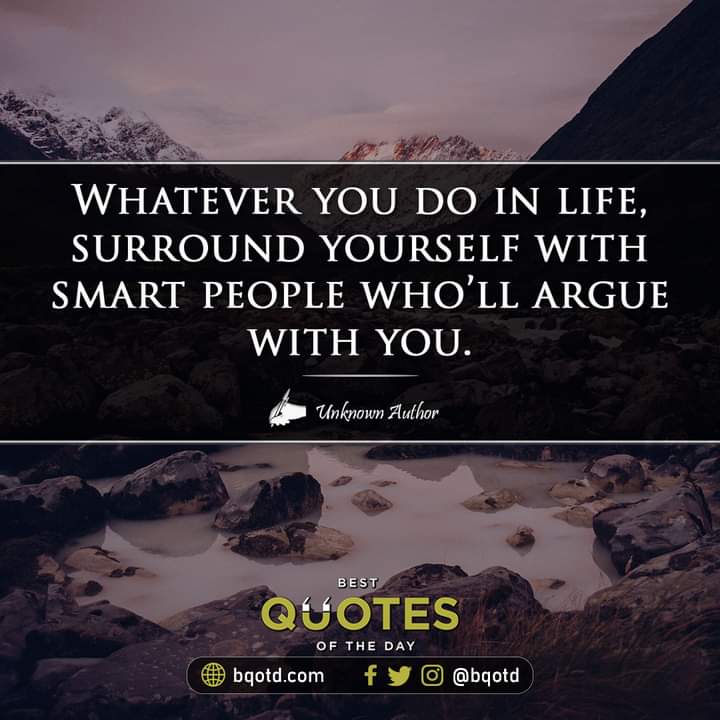 WHATEVER YOU DO IN LIFE,
SURROUND YOURSELF WITH
SMART PEOPLE WHO'LL ARGUE
WITH YOU.
Unknown Author
BEST
QUOTES
OF THE DAY
bqotd.com @bqotd